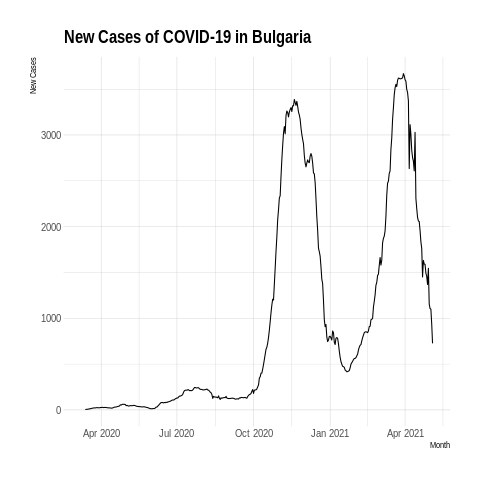 New Cases of COVID-19 in Bulgaria
New Cases
3000
2000
1000
0
Apr 2020 Jul 2020 Oct 2020 Jan 2021 Apr 2021
Month